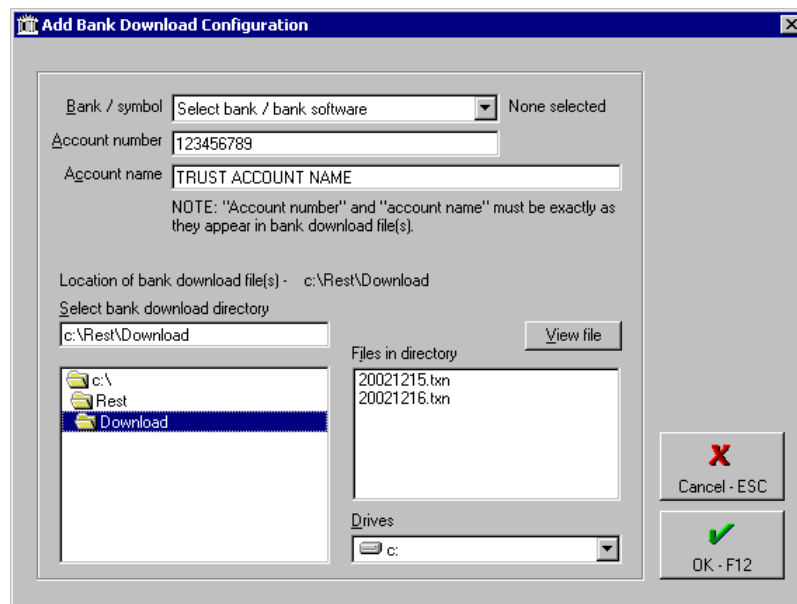 Add Bank Download Configuration
Bank / symbol Select bank / bank software None selected
Account number 123456789
Account name TRUST ACCOUNT NAME
NOTE: "Account number" and "account name" must be exactly as
they appear in bank download file(s).
Location of bank download file(s) - c:\Rest\Download
Select bank download directory
c:\Rest\Download
View file
Files in directory
c:\
Rest
Download
20021215.txn
20021216.txn
Drives
c:
Cancel - ESC
OK - F12